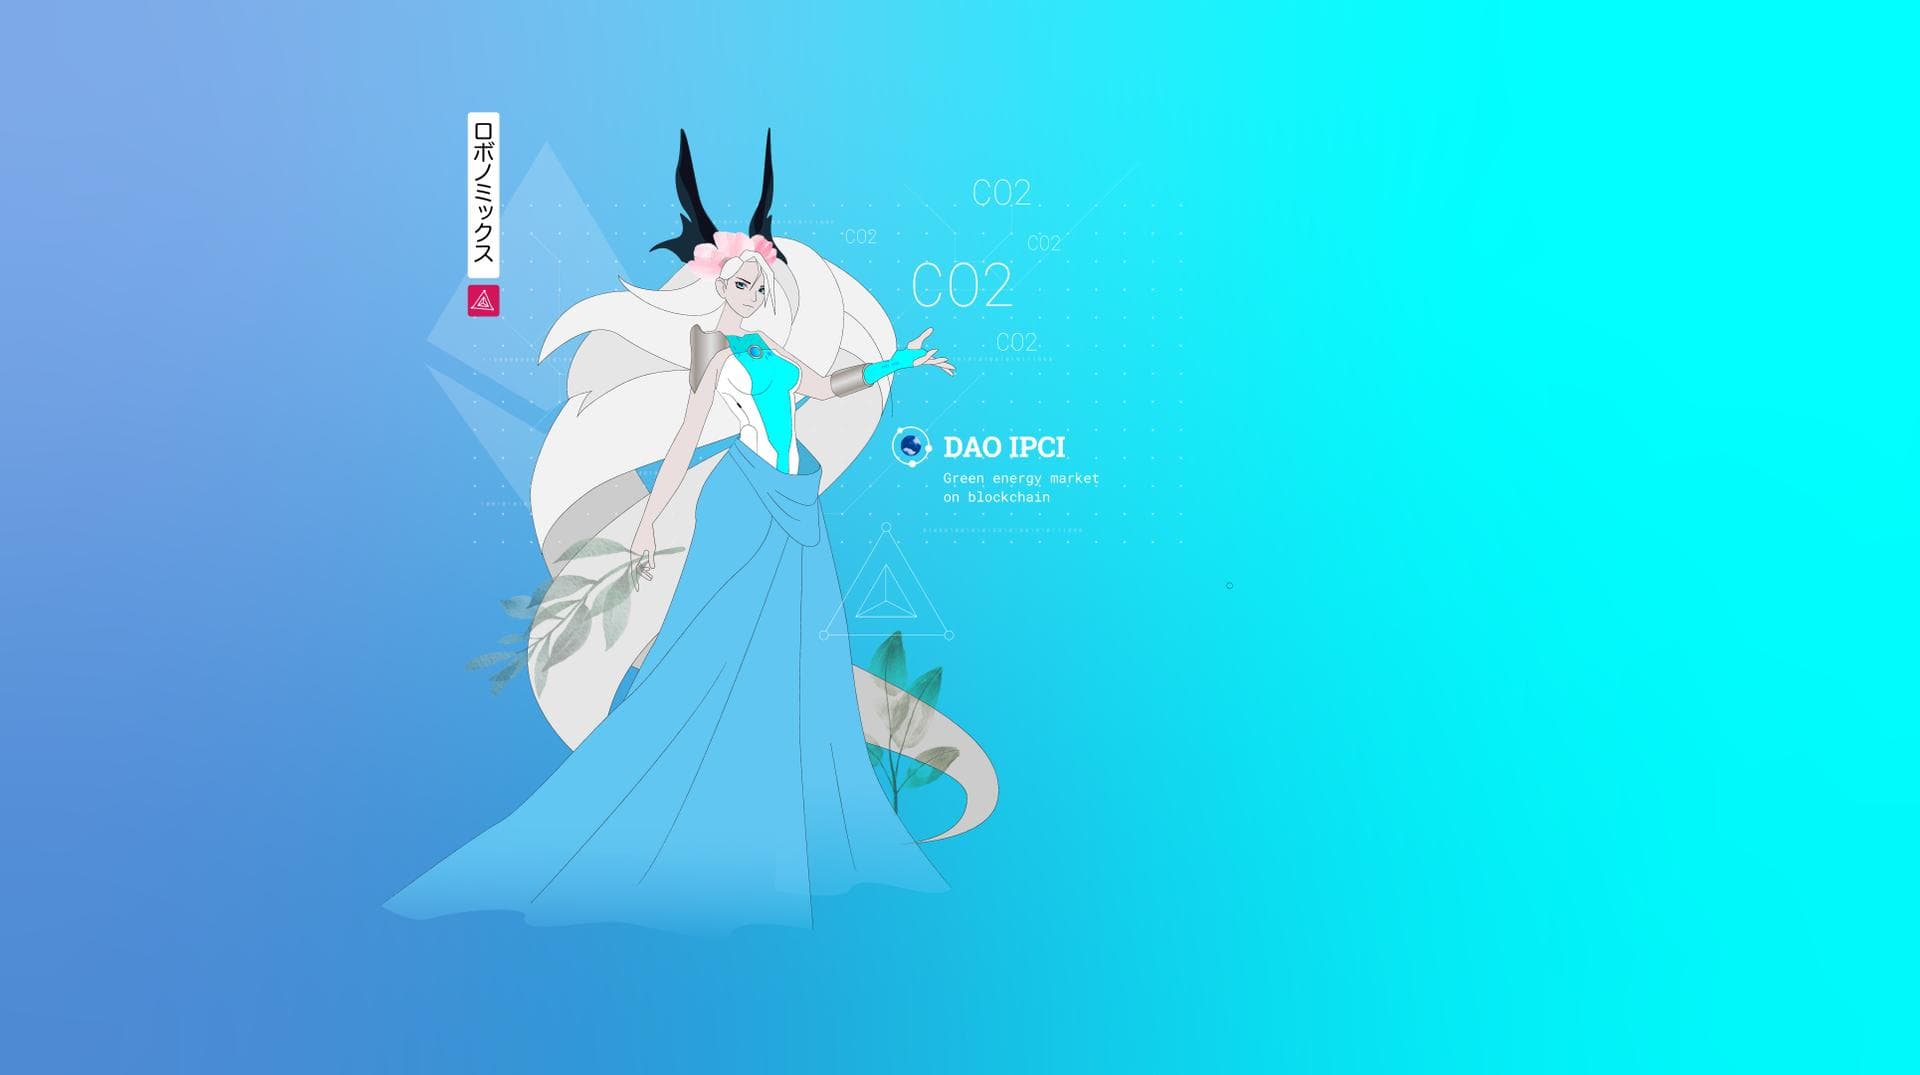 ロボノミックス
CO2
CO2
CO2
CO2
CO2
DAO IPCI
Green energy market
on blockchain